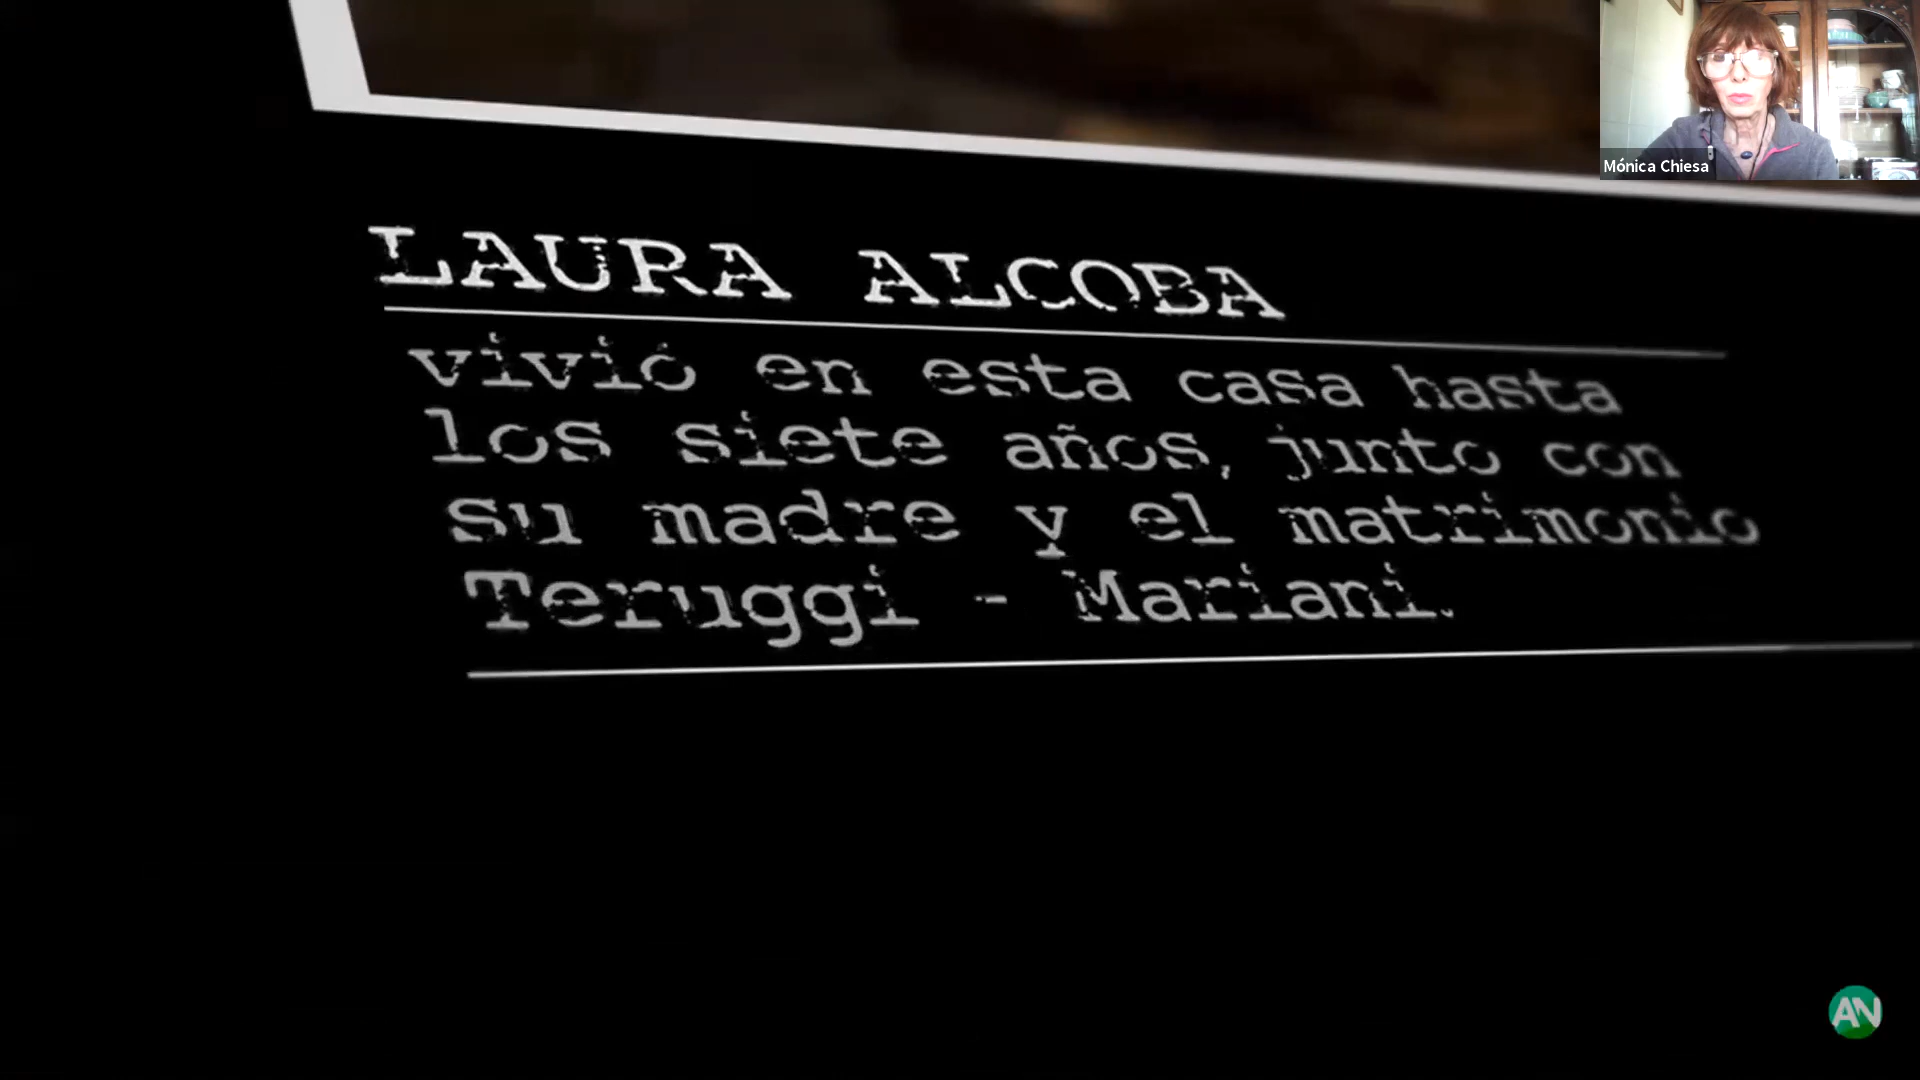 Mónica Chiesa
LAURA ALCOBA
vivió en esta casa hasta
los siete años, junto con
su madre y el matrimonio
Teruggi - Mariani.
AN